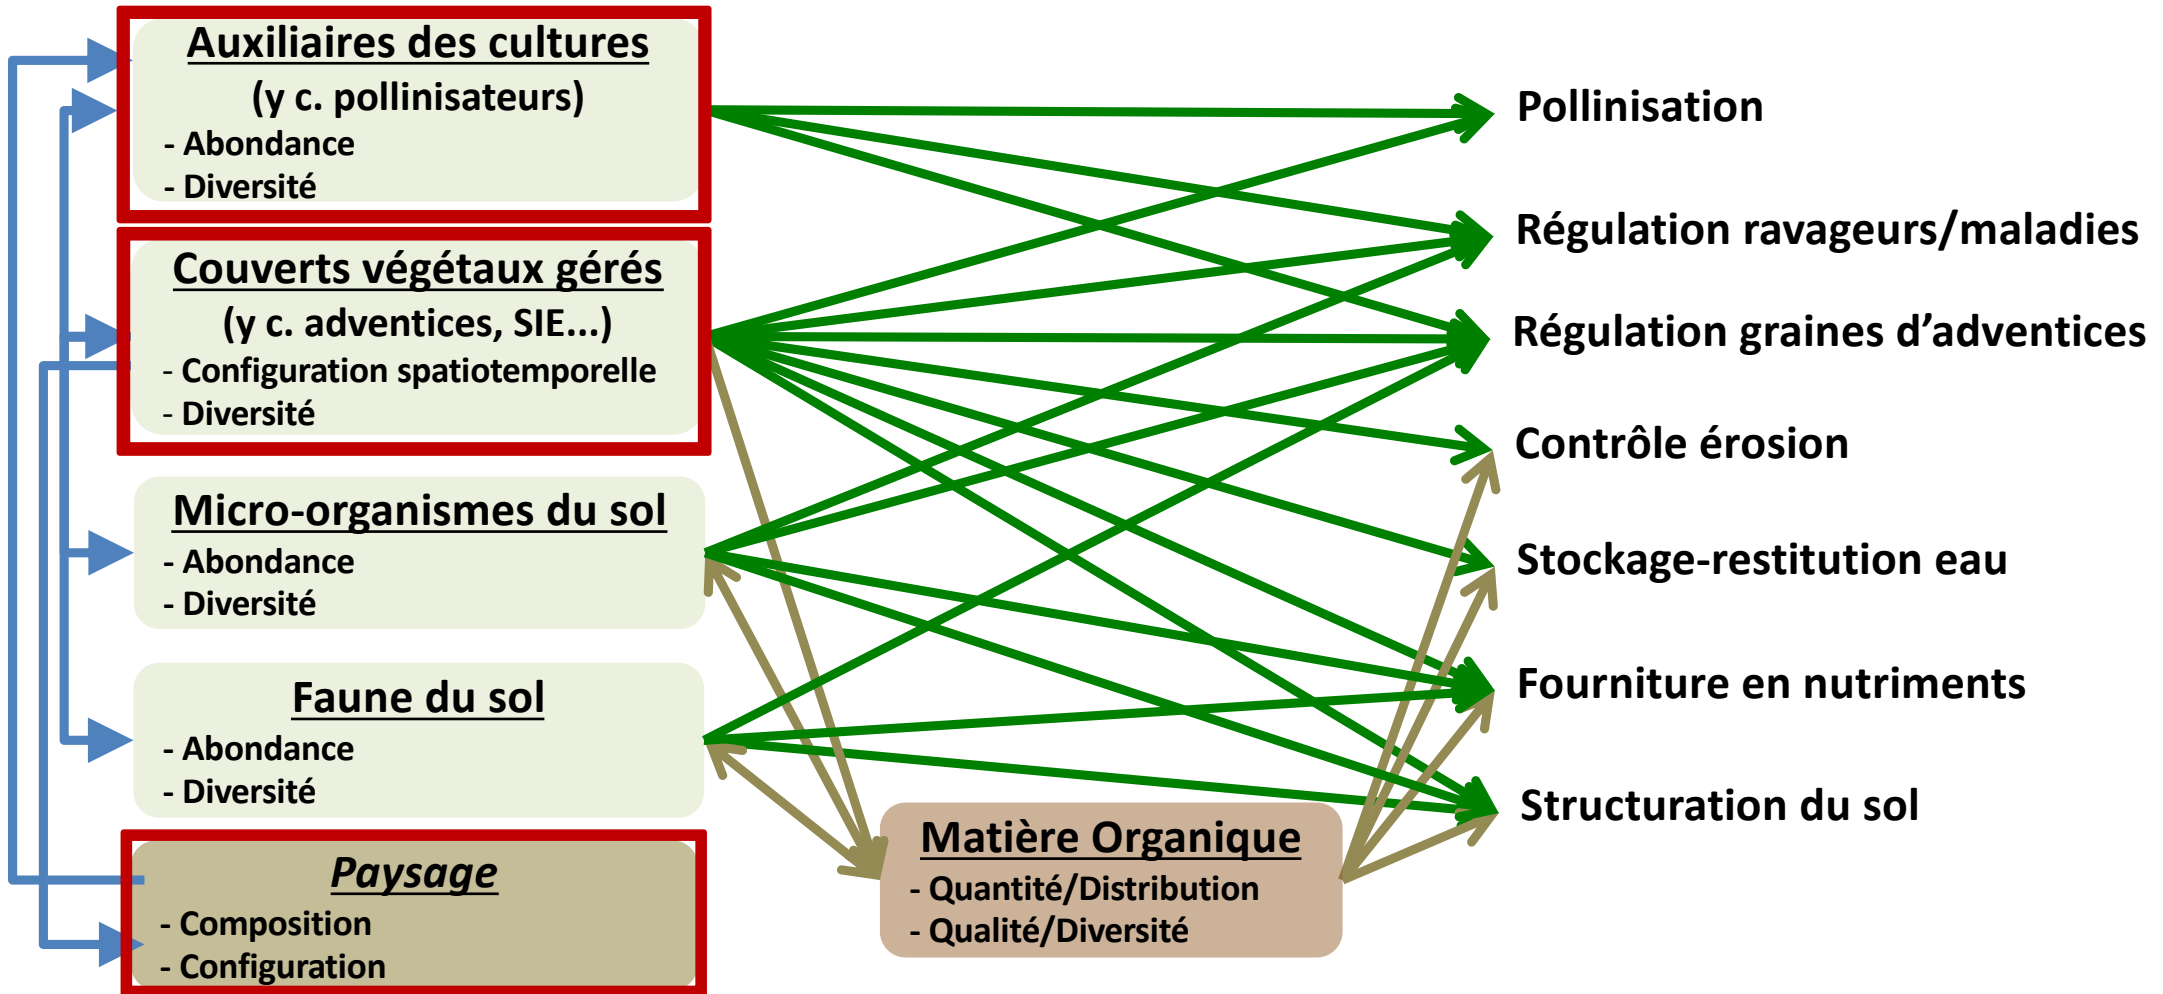 Auxiliaires des cultures
(y c. pollinisateurs)
- Abondance
- Diversité
Couverts végétaux gérés
(y c. adventices, SIE...)
- Configuration spatiotemporelle
- Diversité
Micro-organismes du sol
- Abondance
- Diversité
Faune du sol
- Abondance
- Diversité
Paysage
- Composition
- Configuration
Matière Organique
- Quantité/Distribution
- Qualité/Diversité
Pollinisation
Régulation ravageurs/maladies
Régulation graines d’adventices
Contrôle érosion
Stockage-restitution eau
Fourniture en nutriments
Structuration du sol